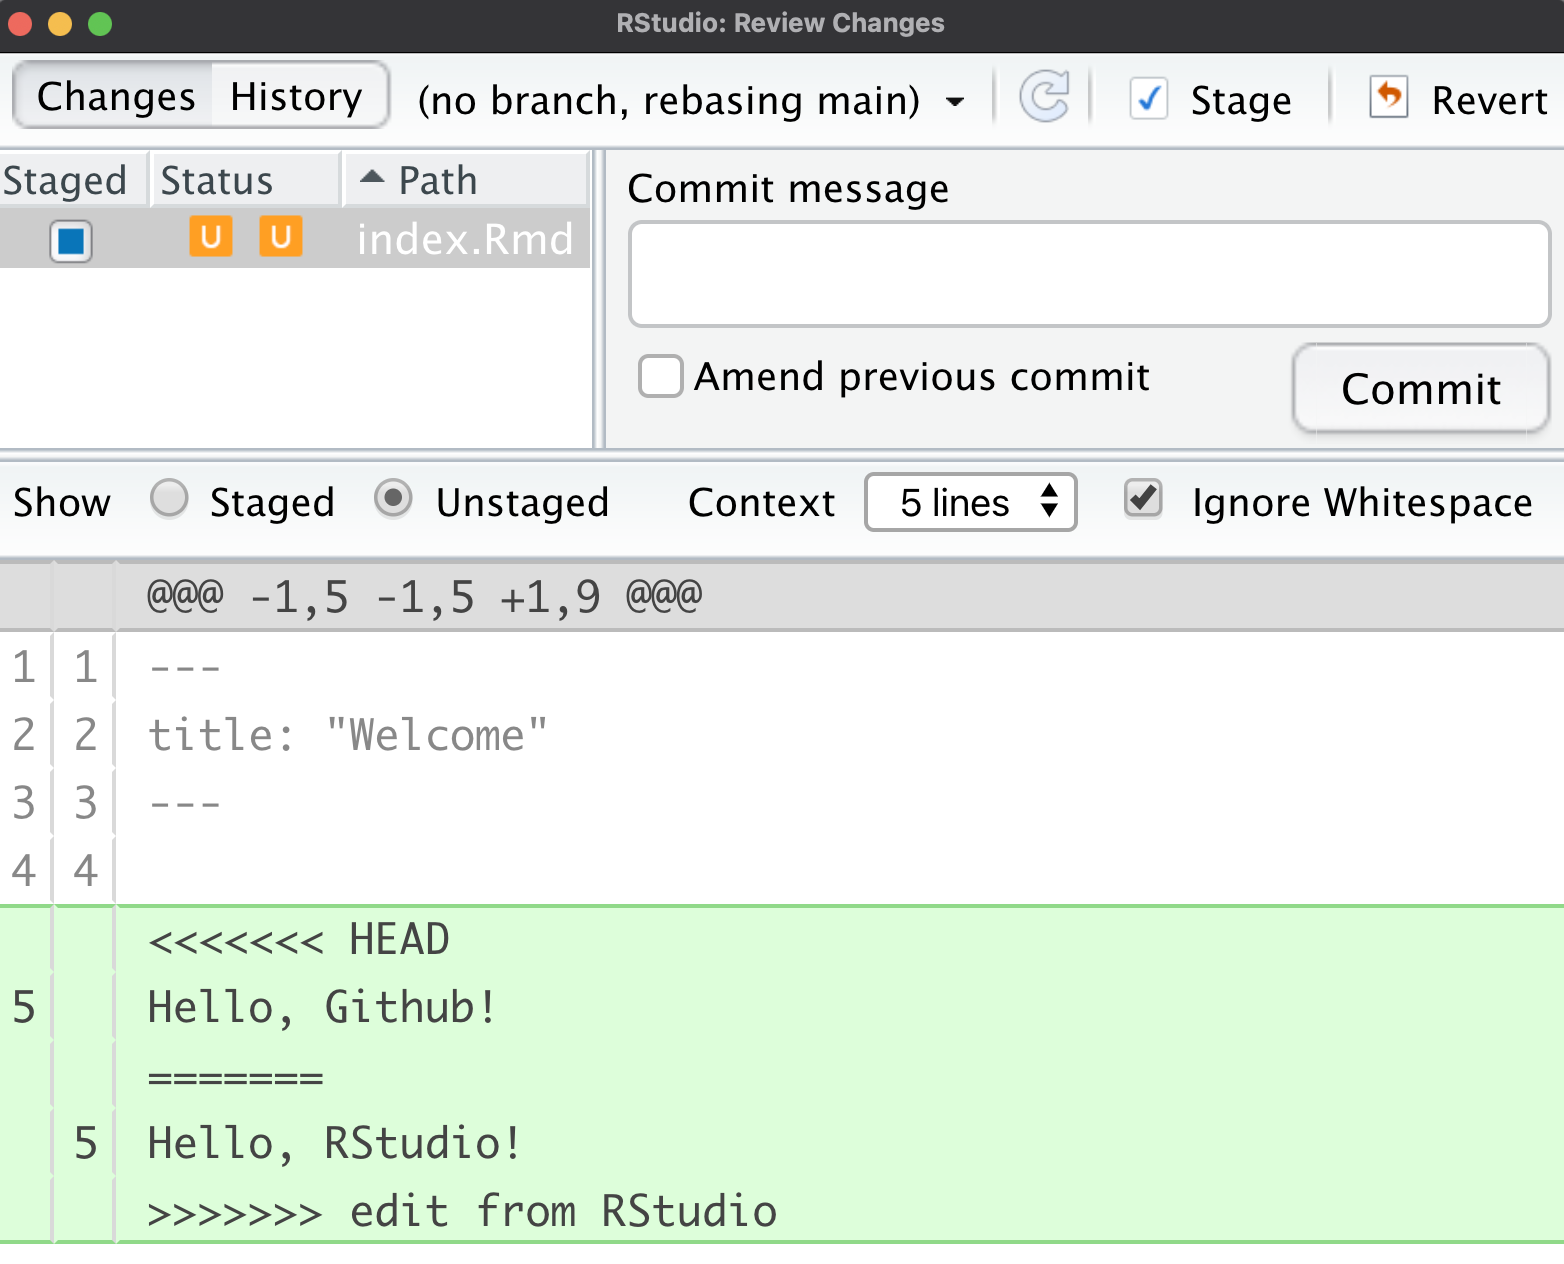 RStudio: Review Changes
Changes History (no branch, rebasing main) Stage Revert
Staged Status Path
U U index.Rmd
Commit message
Amend previous commit
Commit
Show Staged Unstaged Context 5 lines Ignore Whitespace
@@@ -1,5 -1,5 +1,9 @@@
1 1 ---
2 2 title: "Welcome"
3 3 ---
4 4
<<<<<<< HEAD
5 Hello, Github!
=======
5 Hello, RStudio!
>>>>>>> edit from RStudio